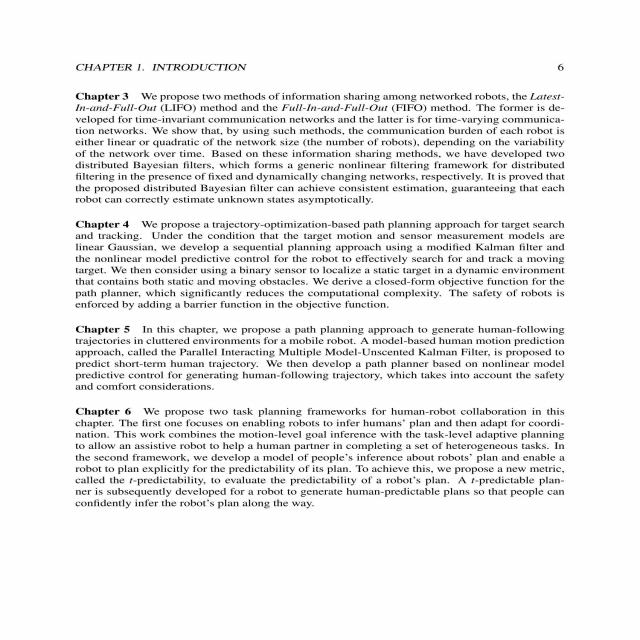 CHAPTER 1. INTRODUCTION 6
Chapter 3 We propose two methods of information sharing among networked robots, the Latest-
In-and-Full-Out (LIFO) method and the Full-In-and-Full-Out (FIFO) method. The former is de-
veloped for time-invariant communication networks and the latter is for time-varying communica-
tion networks. We show that, by using such methods, the communication burden of each robot is
either linear or quadratic of the network size (the number of robots), depending on the variability
of the network over time. Based on these information sharing methods, we have developed two
distributed Bayesian filters, which forms a generic nonlinear filtering framework for distributed
filtering in the presence of fixed and dynamically changing networks, respectively. It is proved that
the proposed distributed Bayesian filter can achieve consistent estimation, guaranteeing that each
robot can correctly estimate unknown states asymptotically.
Chapter 4 We propose a trajectory-optimization-based path planning approach for target search
and tracking. Under the condition that the target motion and sensor measurement models are
linear Gaussian, we develop a sequential planning approach using a modified Kalman filter and
the nonlinear model predictive control for the robot to effectively search for and track a moving
target. We then consider using a binary sensor to localize a static target in a dynamic environment
that contains both static and moving obstacles. We derive a closed-form objective function for the
path planner, which significantly reduces the computational complexity. The safety of robots is
enforced by adding a barrier function in the objective function.
Chapter 5 In this chapter, we propose a path planning approach to generate human-following
trajectories in cluttered environments for a mobile robot. A model-based human motion prediction
approach, called the Parallel Interacting Multiple Model-Unscented Kalman Filter, is proposed to
predict short-term human trajectory. We then develop a path planner based on nonlinear model
predictive control for generating human-following trajectory, which takes into account the safety
and comfort considerations.
Chapter 6 We propose two task planning frameworks for human-robot collaboration in this
chapter. The first one focuses on enabling robots to infer humans' plan and then adapt for coordi-
nation. This work combines the motion-level goal inference with the task-level adaptive planning
to allow an assistive robot to help a human partner in completing a set of heterogeneous tasks. In
the second framework, we develop a model of people's inference about robots' plan and enable a
robot to plan explicitly for the predictability of its plan. To achieve this, we propose a new metric,
called the t-predictability, to evaluate the predictability of a robot's plan. A t-predictable plan-
ner is subsequently developed for a robot to generate human-predictable plans so that people can
confidently infer the robot's plan along the way.